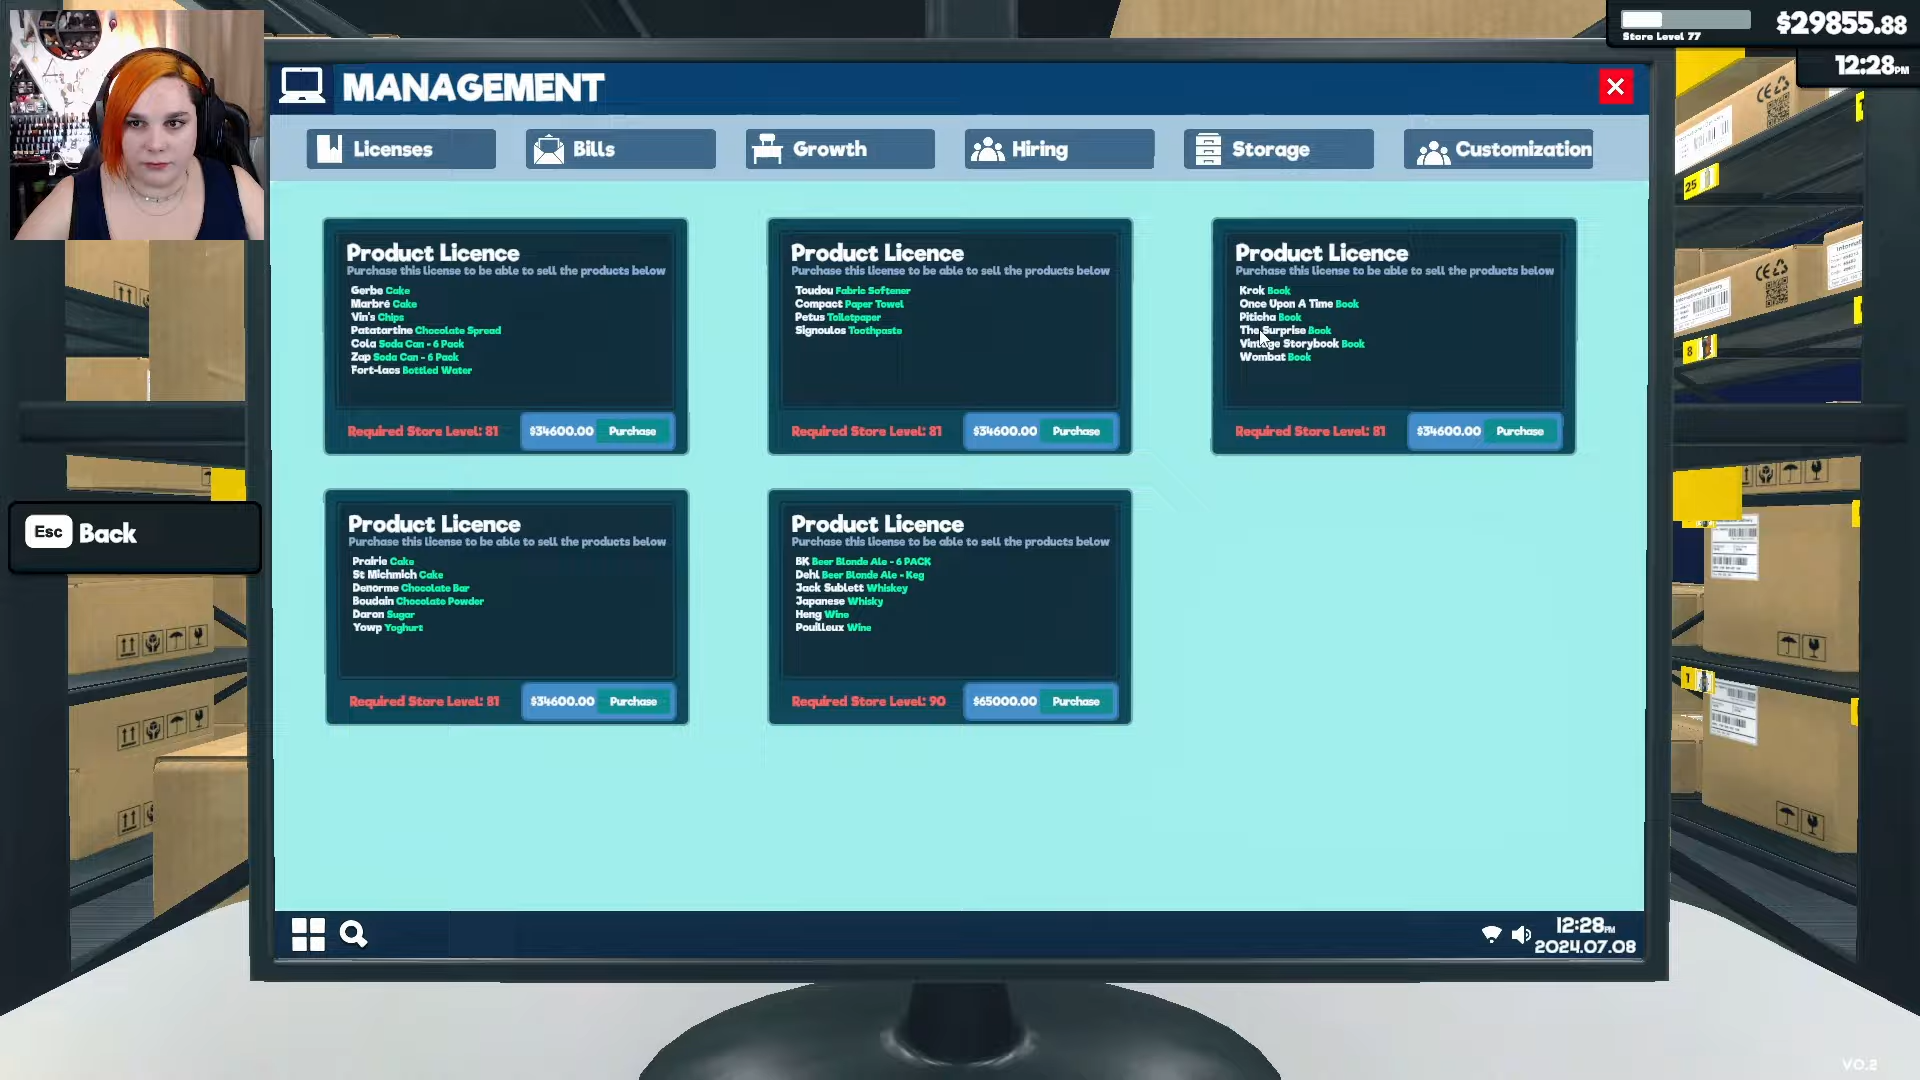 $29855.88
Store Level 77
12:28PM
MANAGEMENT
Licenses
Bills
Growth
Hiring
Storage
Customization
Product Licence
Purchase this license to be able to sell the products below
Gerbe Cake
Marbré Cake
Vin's Chips
Patatartine Chocolate Spread
Cola Soda Can - 6 Pack
Zap Soda Can - 6 Pack
Fort-lacs Bottled Water
Required Store Level: 81
$34600.00 Purchase
Product Licence
Purchase this license to be able to sell the products below
Toudou Fabric Softener
Compact Paper Towel
Petus Toiletpaper
Signoulos Toothpaste
Required Store Level: 81
$34600.00 Purchase
Product Licence
Purchase this license to be able to sell the products below
Krok Book
Once Upon A Time Book
Piticha Book
The Surprise Book
Vintage Storybook Book
Wombat Book
Required Store Level: 81
$34600.00 Purchase
Esc Back
Product Licence
Purchase this license to be able to sell the products below
Prairie Cake
St Michmich Cake
Denorme Chocolate Bar
Boudain Chocolate Powder
Daron Sugar
Yowp Yoghurt
Required Store Level: 81
$34600.00 Purchase
Product Licence
Purchase this license to be able to sell the products below
BK Beer Blonde Ale - 6 PACK
Dehl Beer Blonde Ale - Keg
Jack Sublett Whiskey
Japanese Whisky
Heng Wine
Pouilleux Wine
Required Store Level: 90
$65000.00 Purchase
25
8
1
12:28PM
2024.07.08
V0.2